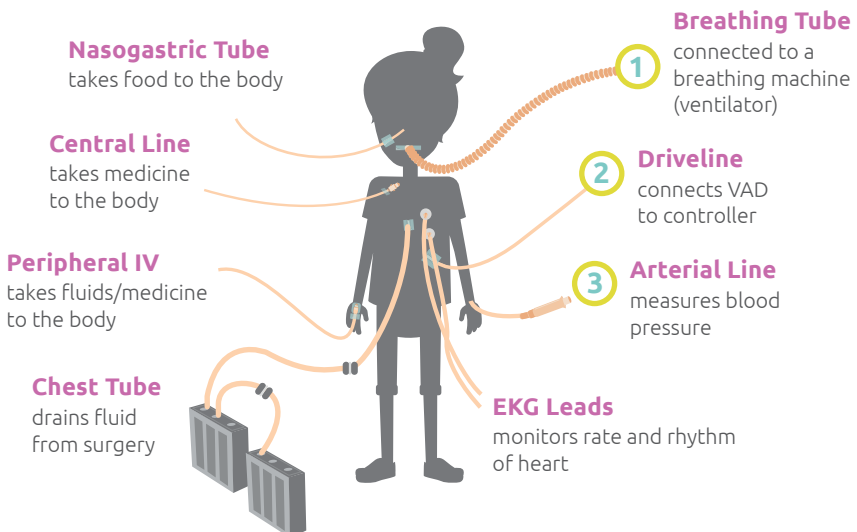 Nasogastric Tube
takes food to the body
Central Line
takes medicine
to the body
Peripheral IV
takes fluids/medicine
to the body
Chest Tube
drains fluid
from surgery
Breathing Tube
1
connected to a
breathing machine
(ventilator)
2
Driveline
connects VAD
to controller
3
Arterial Line
measures blood
pressure
EKG Leads
monitors rate and rhythm
of heart